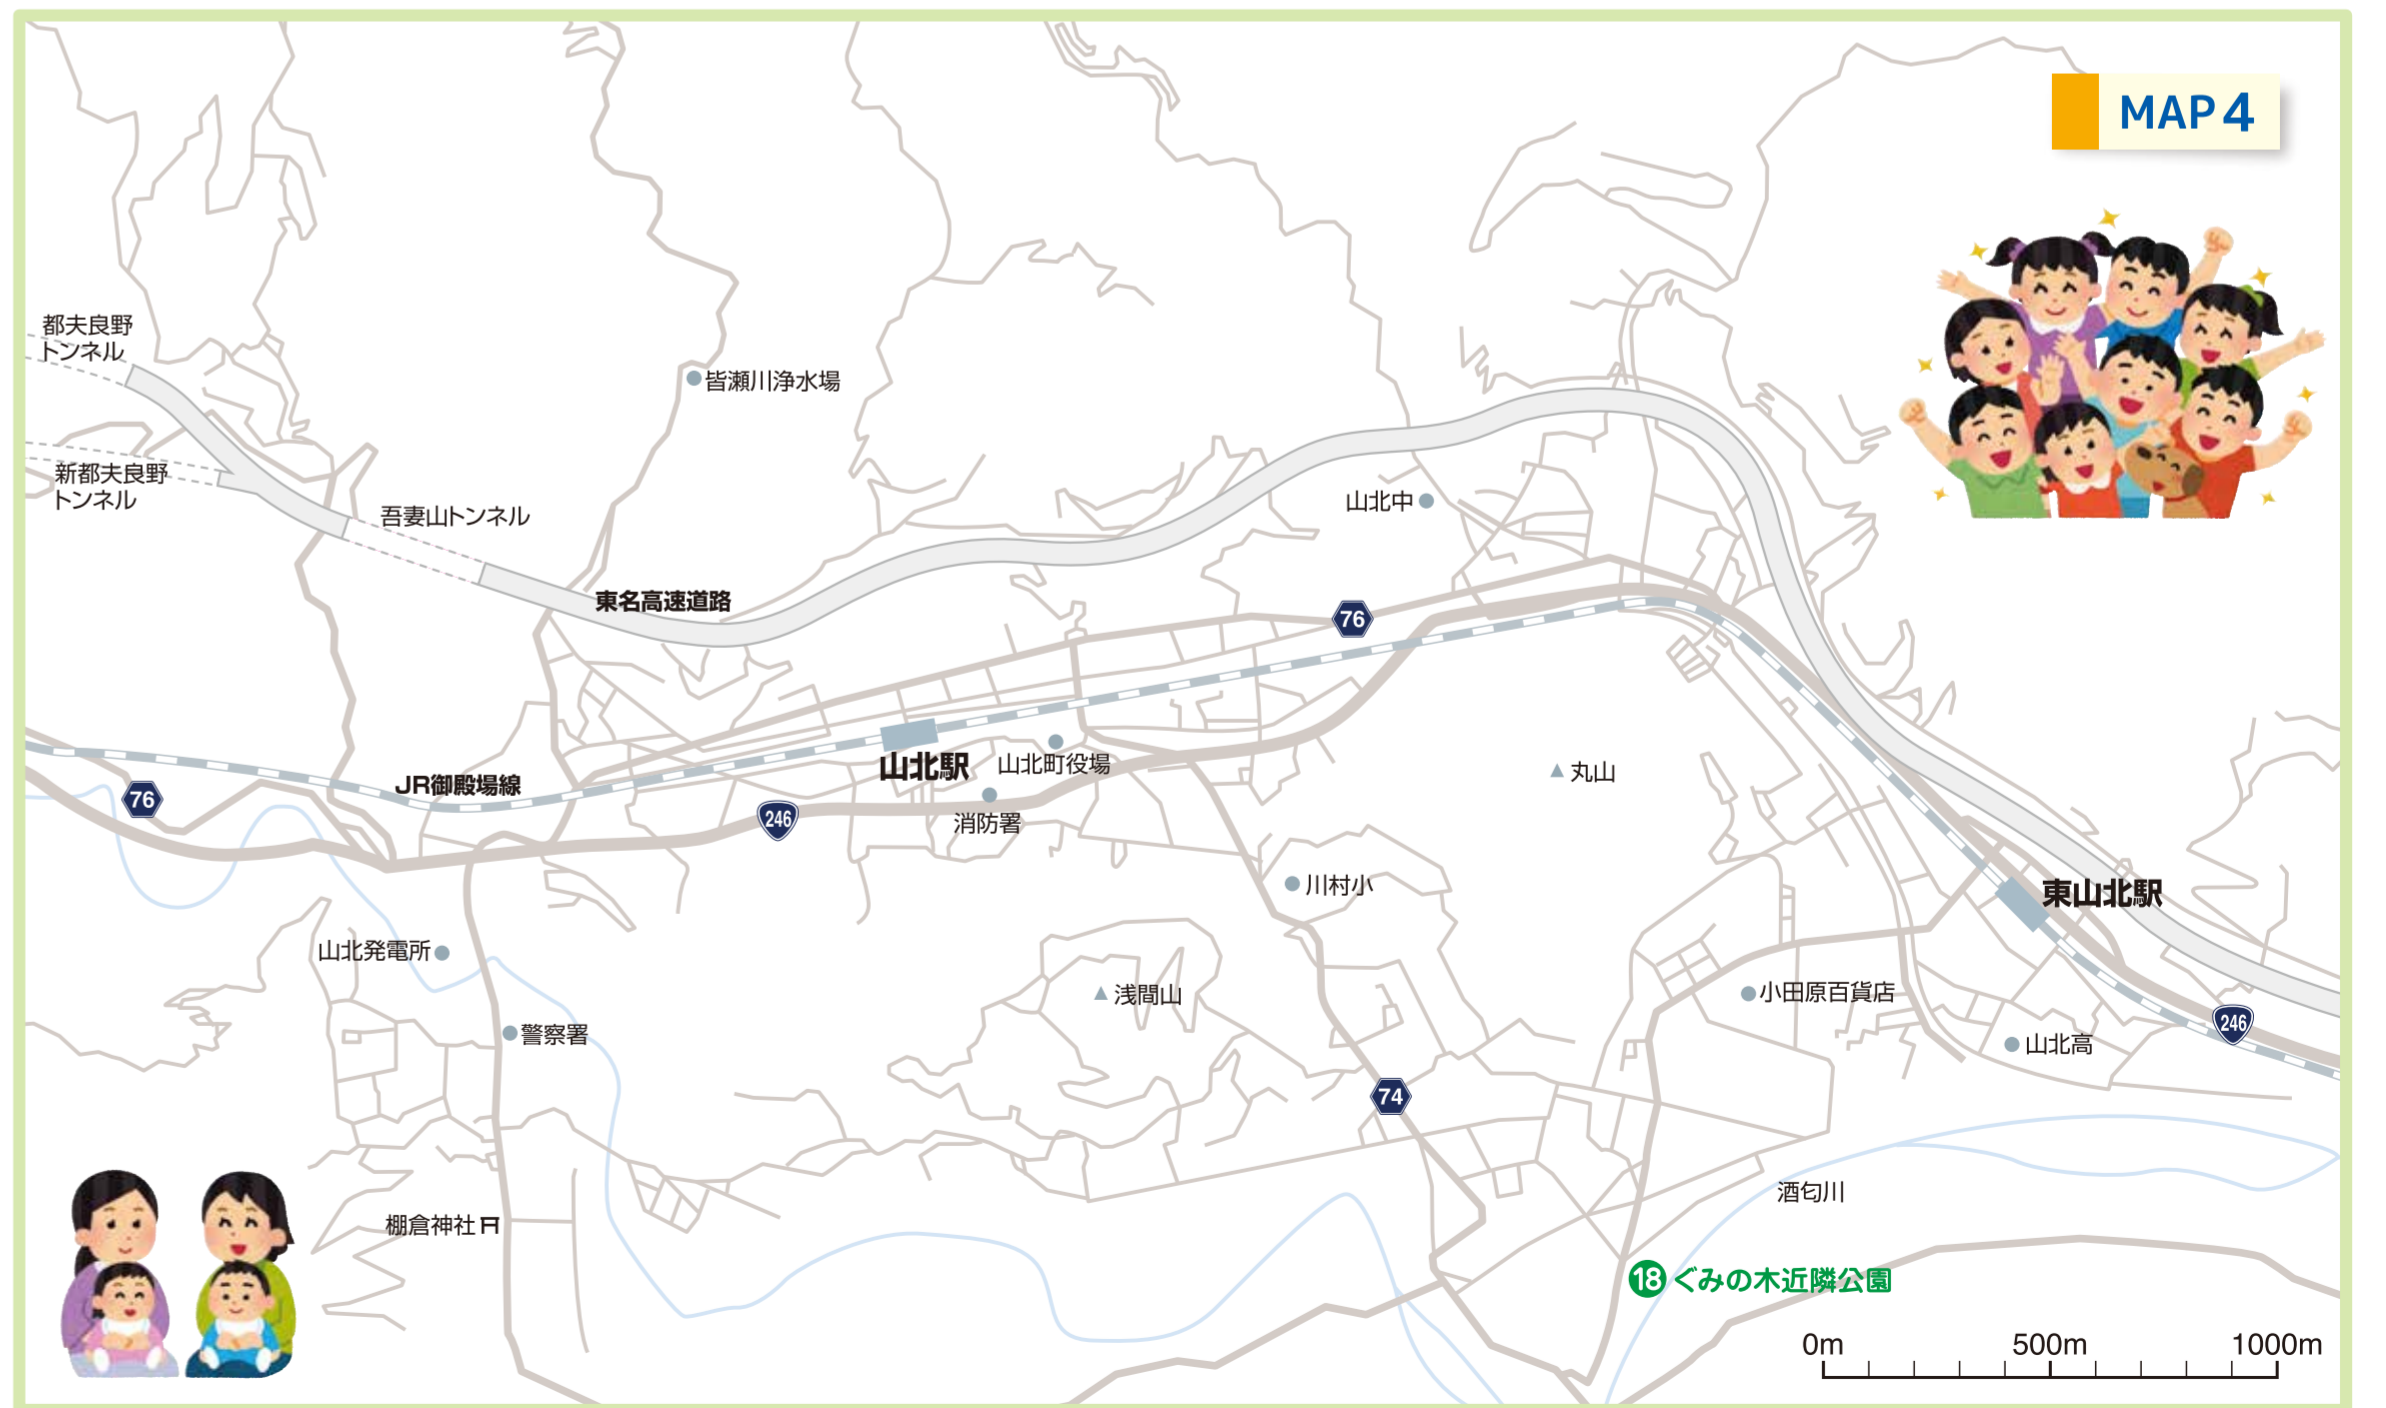 MAP4
都夫良野
トンネル
皆瀬川浄水場
新都夫良野
トンネル
吾妻山トンネル
山北中
東名高速道路
76
山北駅
山北町役場
丸山
JR御殿場線
76
246
消防署
川村小
東山北駅
山北発電所
浅間山
小田原百貨店
警察署
246
山北高
74
酒匂川
棚倉神社
18 ぐみの木近隣公園
0m 500m 1000m